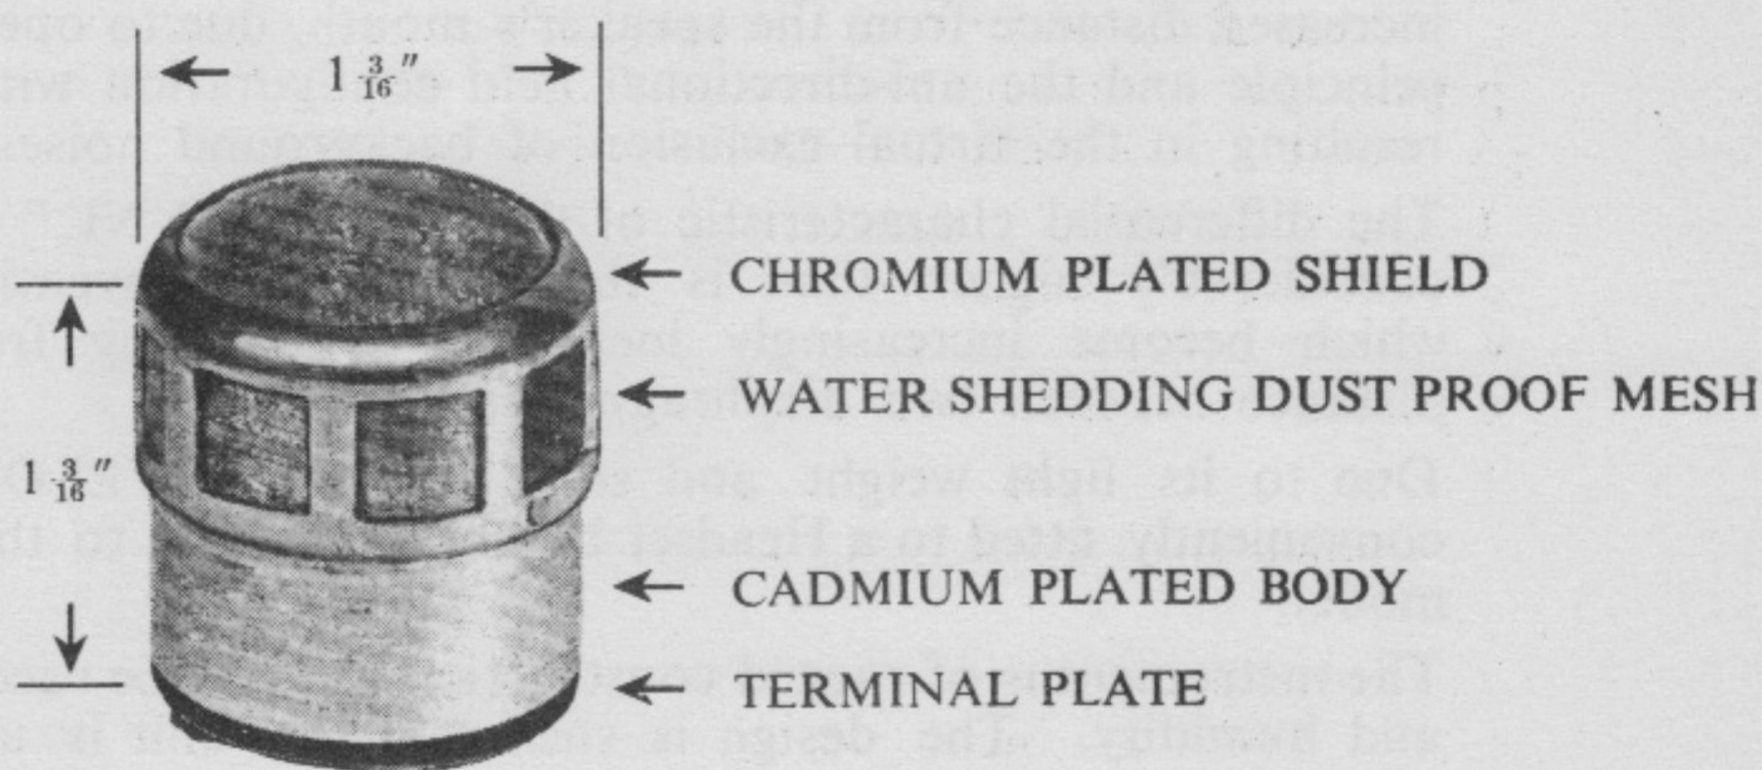 1 3/16"
CHROMIUM PLATED SHIELD
WATER SHEDDING DUST PROOF MESH
1 3/16"
CADMIUM PLATED BODY
TERMINAL PLATE